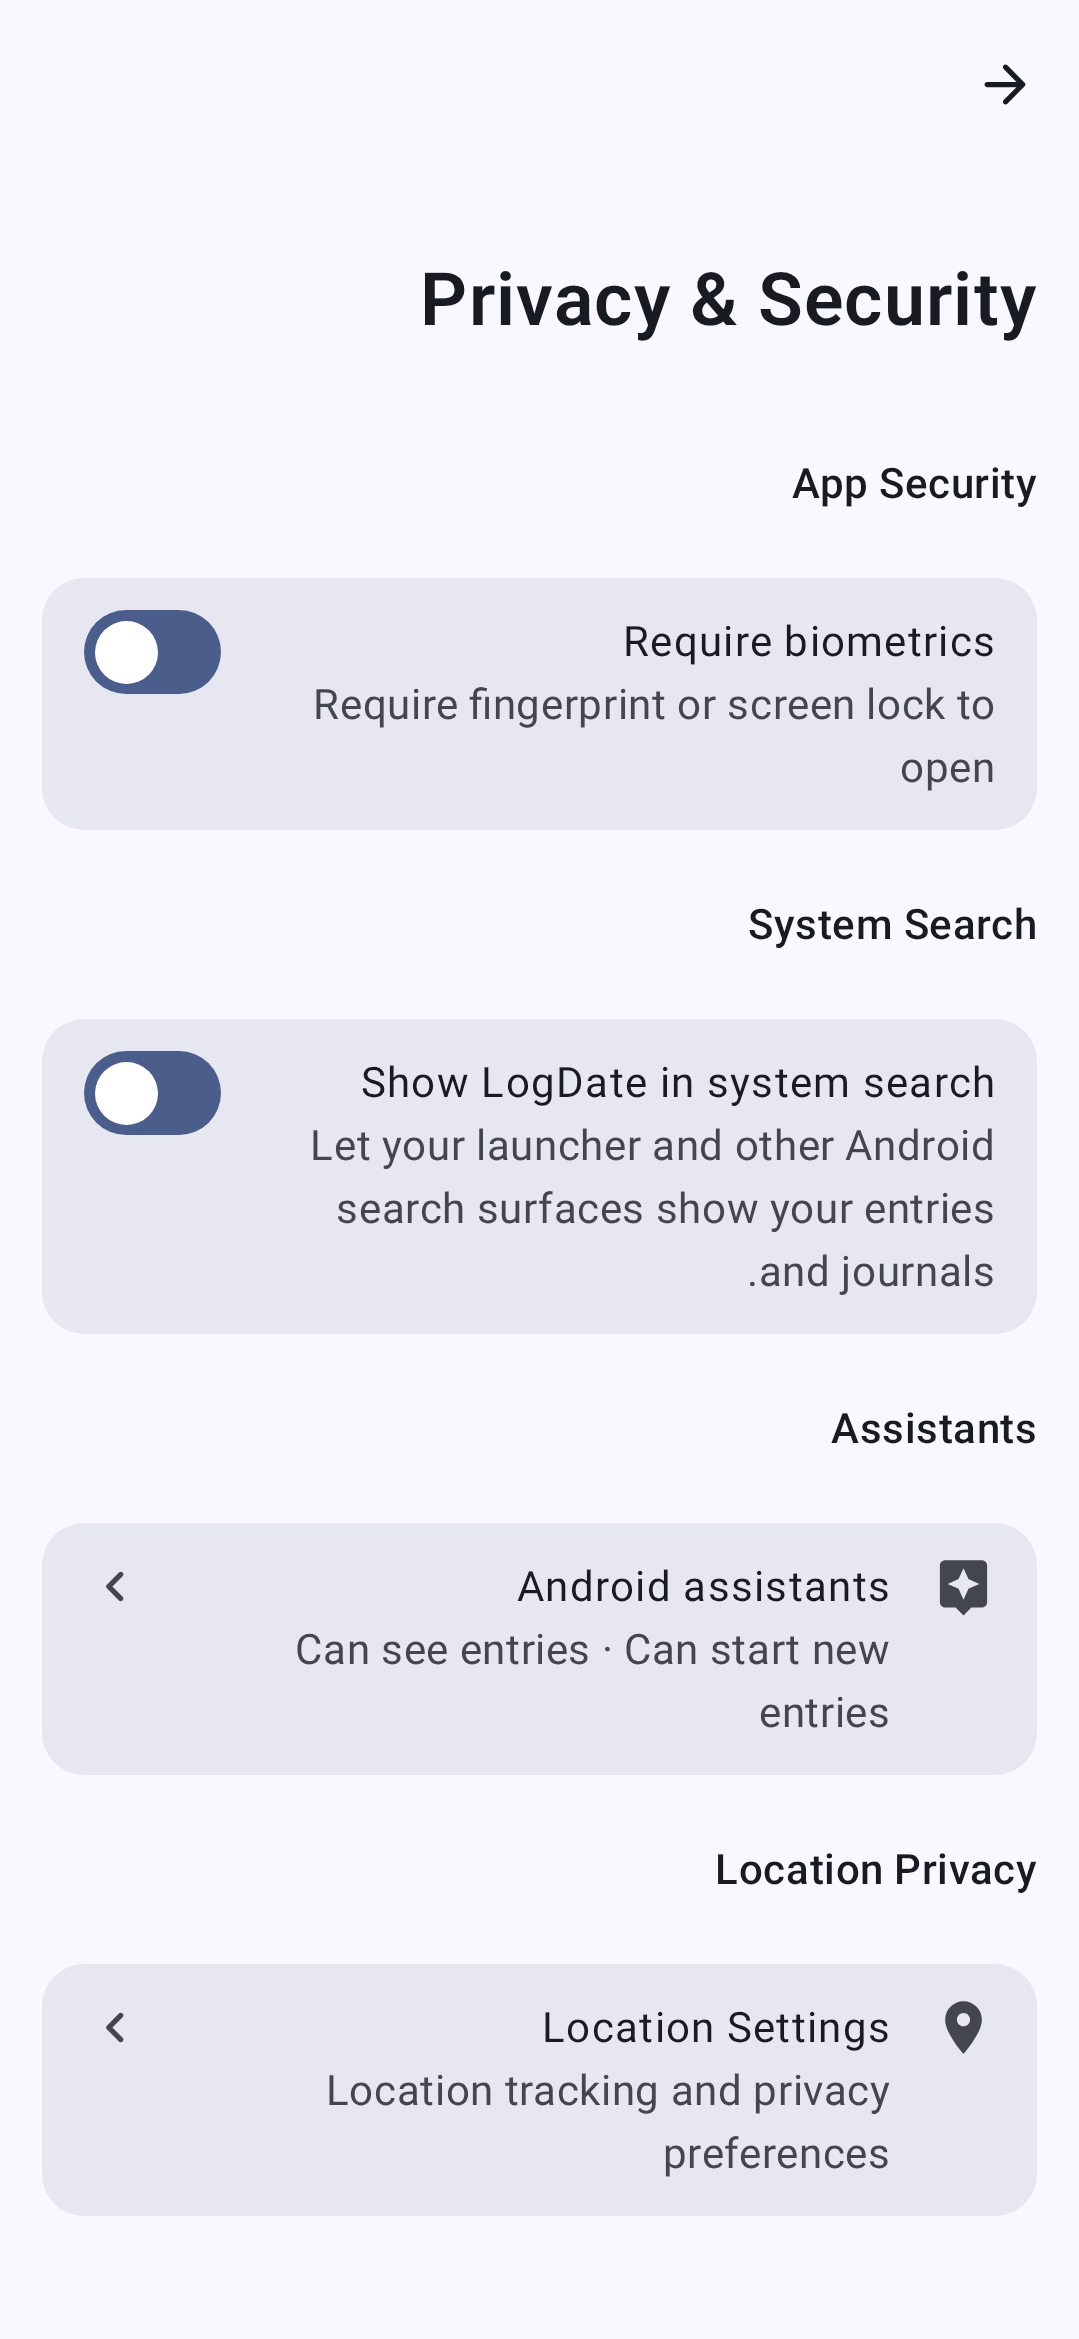 Privacy & Security
App Security
Require biometrics
Require fingerprint or screen lock to
open
System Search
Show LogDate in system search
Let your launcher and other Android
search surfaces show your entries
.and journals
Assistants
Android assistants
Can see entries · Can start new
entries
Location Privacy
Location Settings
Location tracking and privacy
preferences